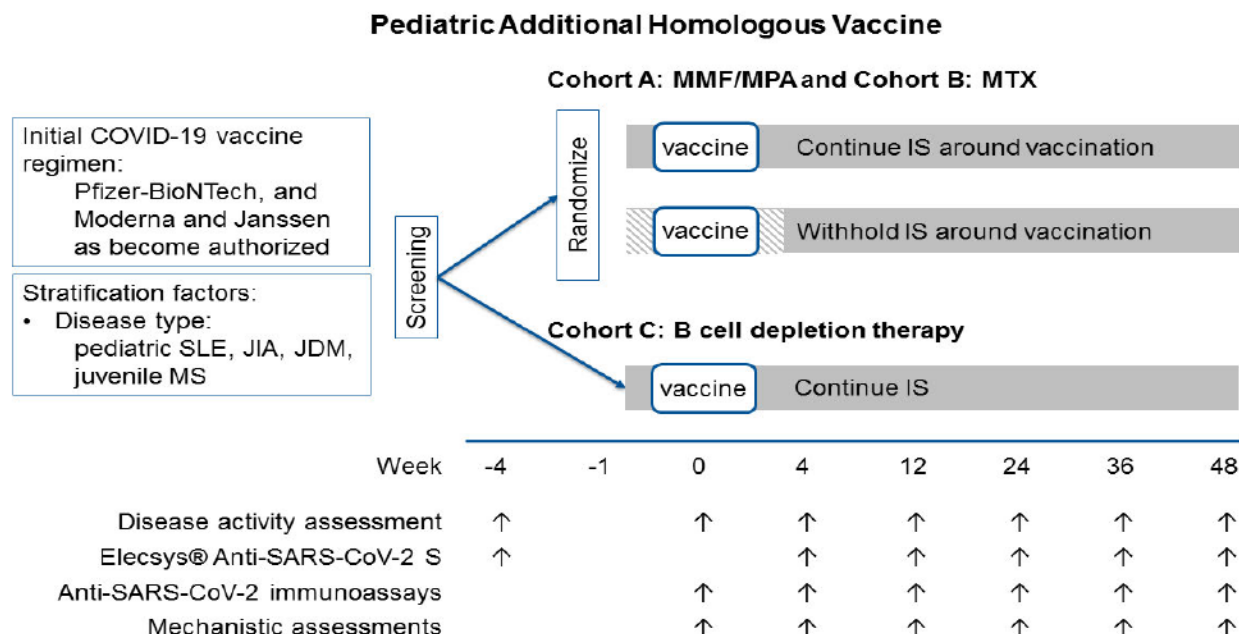 Pediatric Additional Homologous Vaccine
Cohort A: MMF/MPA and Cohort B: MTX
Initial COVID-19 vaccine
regimen:
Pfizer-BioNTech, and
Moderna and Janssen
as become authorized
Stratification factors:
• Disease type:
pediatric SLE, JIA, JDM,
juvenile MS
Screening
Randomize
vaccine
Continue IS around vaccination
vaccine
Withhold IS around vaccination
Cohort C: B cell depletion therapy
vaccine
Continue IS
Week -4 -1 0 4 12 24 36 48
Disease activity assessment ↑ ↑ ↑ ↑ ↑ ↑ ↑
Elecsys® Anti-SARS-CoV-2 S ↑ ↑ ↑ ↑ ↑ ↑
Anti-SARS-CoV-2 immunoassays ↑ ↑ ↑ ↑ ↑ ↑
Mechanistic assessments ↑ ↑ ↑ ↑ ↑ ↑